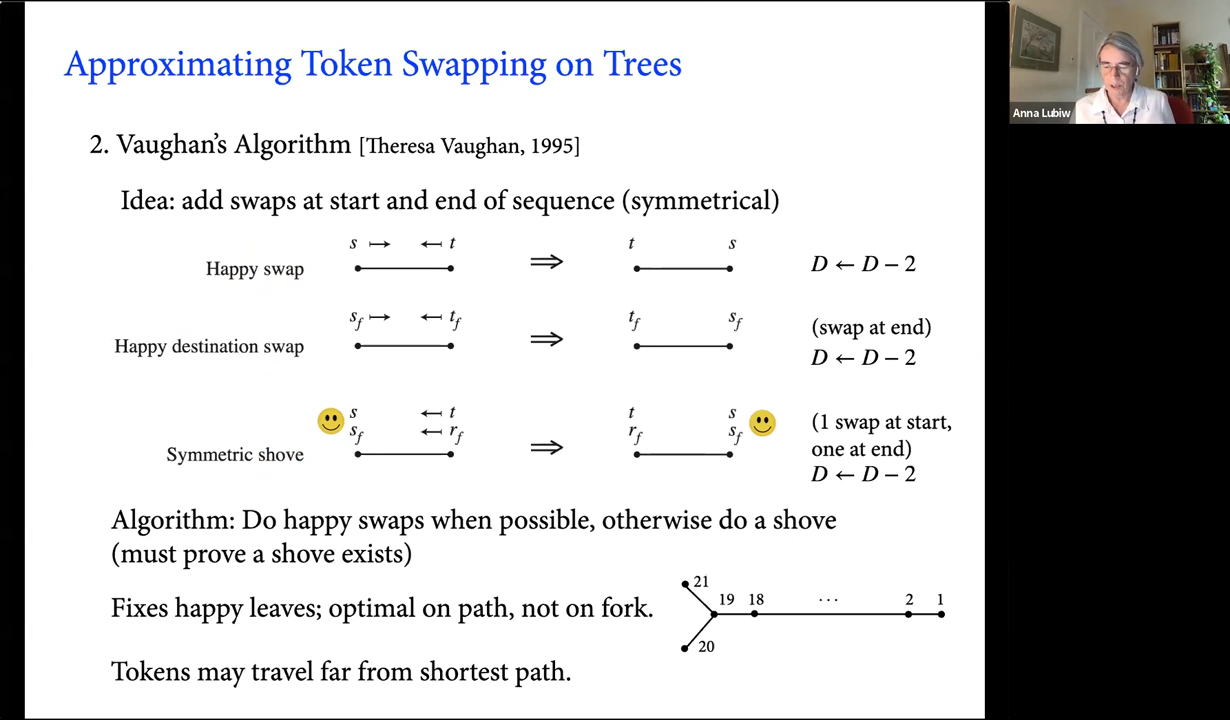 Approximating Token Swapping on Trees
Anna Lubiw
2. Vaughan's Algorithm [Theresa Vaughan, 1995]
Idea: add swaps at start and end of sequence (symmetrical)
Happy swap s ↦ ↤ t ⇒ t s D ← D − 2
Happy destination swap s_f ↦ ↤ t_f ⇒ t_f s_f (swap at end)
D ← D − 2
s ↤ t ⇒ t s (1 swap at start,
Symmetric shove s_f ↤ r_f r_f s_f one at end)
D ← D − 2
Algorithm: Do happy swaps when possible, otherwise do a shove
(must prove a shove exists)
21
19 18 ... 2 1
Fixes happy leaves; optimal on path, not on fork.
20
Tokens may travel far from shortest path.